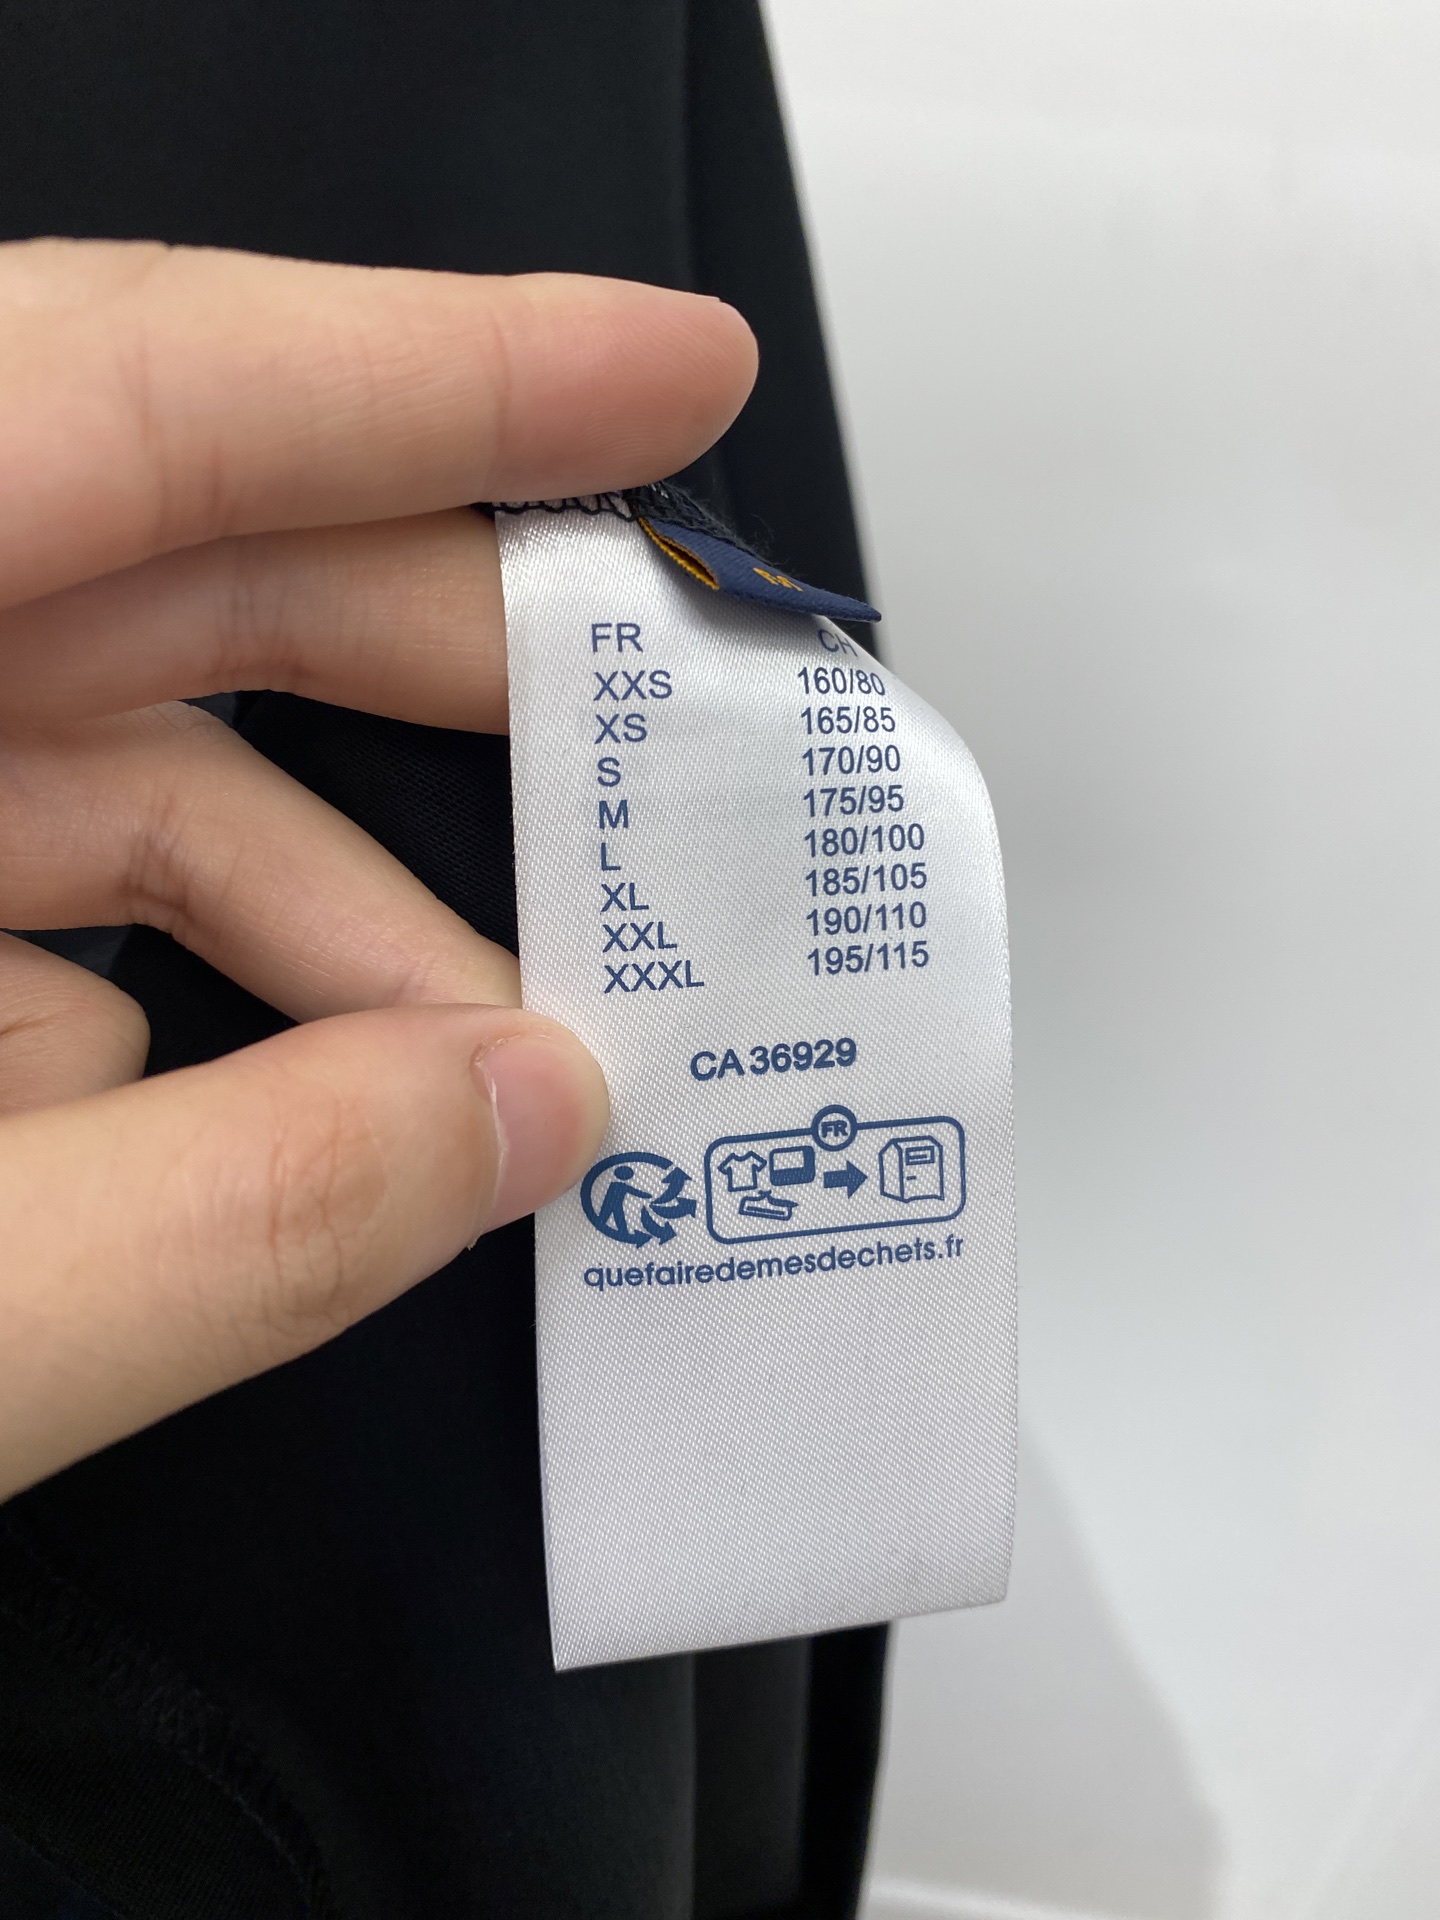 FR CH
XXS 160/80
XS 165/85
S 170/90
M 175/95
L 180/100
XL 185/105
XXL 190/110
XXXL 195/115
CA 36929
FR
quefairedemesdechets.fr